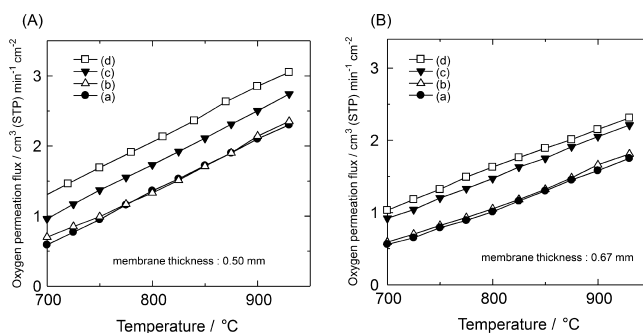 (A)
Oxygen permeation flux / cm³ (STP) min⁻¹ cm⁻²
3
2
1
0
(d)
(c)
(b)
(a)
membrane thickness : 0.50 mm
700
800
900
Temperature / °C
(B)
Oxygen permeation flux / cm³ (STP) min⁻¹ cm⁻²
3
2
1
0
(d)
(c)
(b)
(a)
membrane thickness : 0.67 mm
700
800
900
Temperature / °C